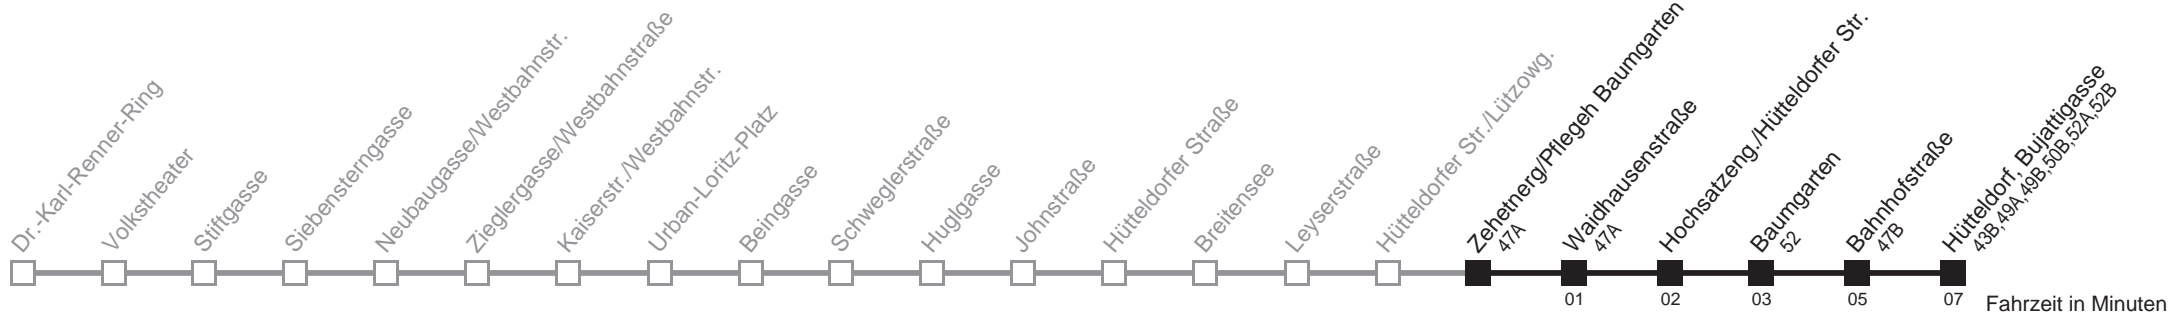 Dr.-Karl-Renner-Ring
Volkstheater
Stiftgasse
Siebensterngasse
Neubaugasse/Westbahnstr.
Zieglergasse/Westbahnstraße
Kaiserstr./Westbahnstr.
Urban-Loritz-Platz
Beingasse
Schweglerstraße
Huglgasse
Johnstraße
Hütteldorfer Straße
Breitensee
Leyserstraße
Hütteldorfer Str./Lützowg.
Zehetnerg/Pflegeh Baumgarten
47A
Waidhausenstraße
47A
Hochsatzeng./Hütteldorfer Str.
Baumgarten
52
Bahnhofstraße
47B
Hütteldorf, Bujattigasse
43B,49A,49B,50B,52A,52B
01
02
03
05
07
Fahrzeit in Minuten